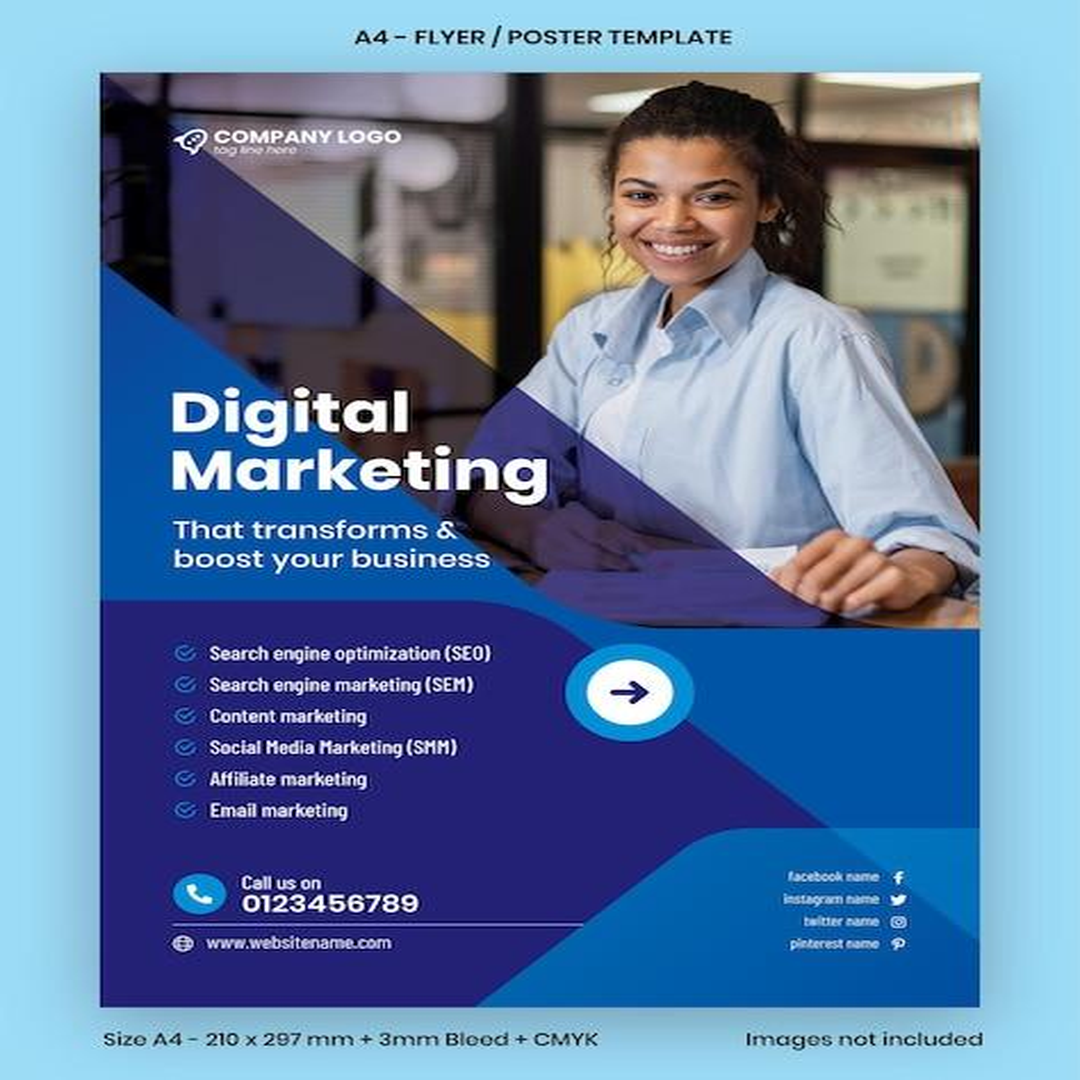 A4 - FLYER / POSTER TEMPLATE
COMPANY LOGO
tag line here
Digital
Marketing
That transforms &
boost your business
Search engine optimization (SEO)
Search engine marketing (SEM)
Content marketing
Social Media Marketing (SMM)
Affiliate marketing
Email marketing
Call us on
0123456789
www.websitename.com
facebook name
instagram name
twitter name
pinterest name
Size A4 - 210 x 297 mm + 3mm Bleed + CMYK
Images not included